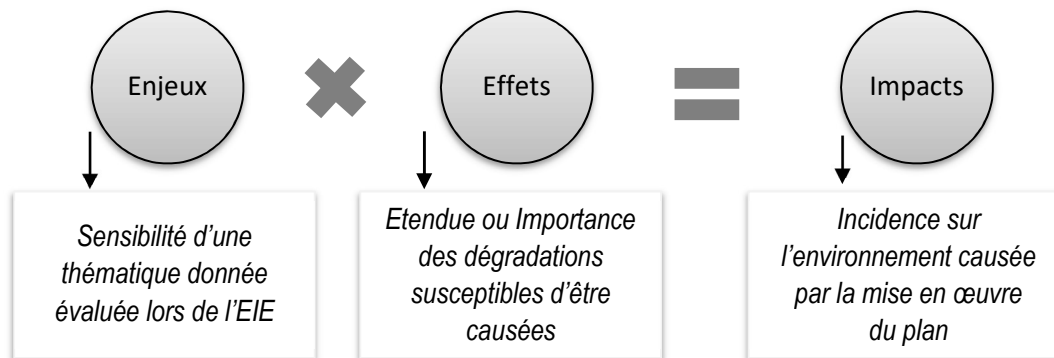 Enjeux
Effets
Impacts
Sensibilité d’une
thématique donnée
évaluée lors de l’EIE
Etendue ou Importance
des dégradations
susceptibles d’être
causées
Incidence sur
l’environnement causée
par la mise en œuvre
du plan